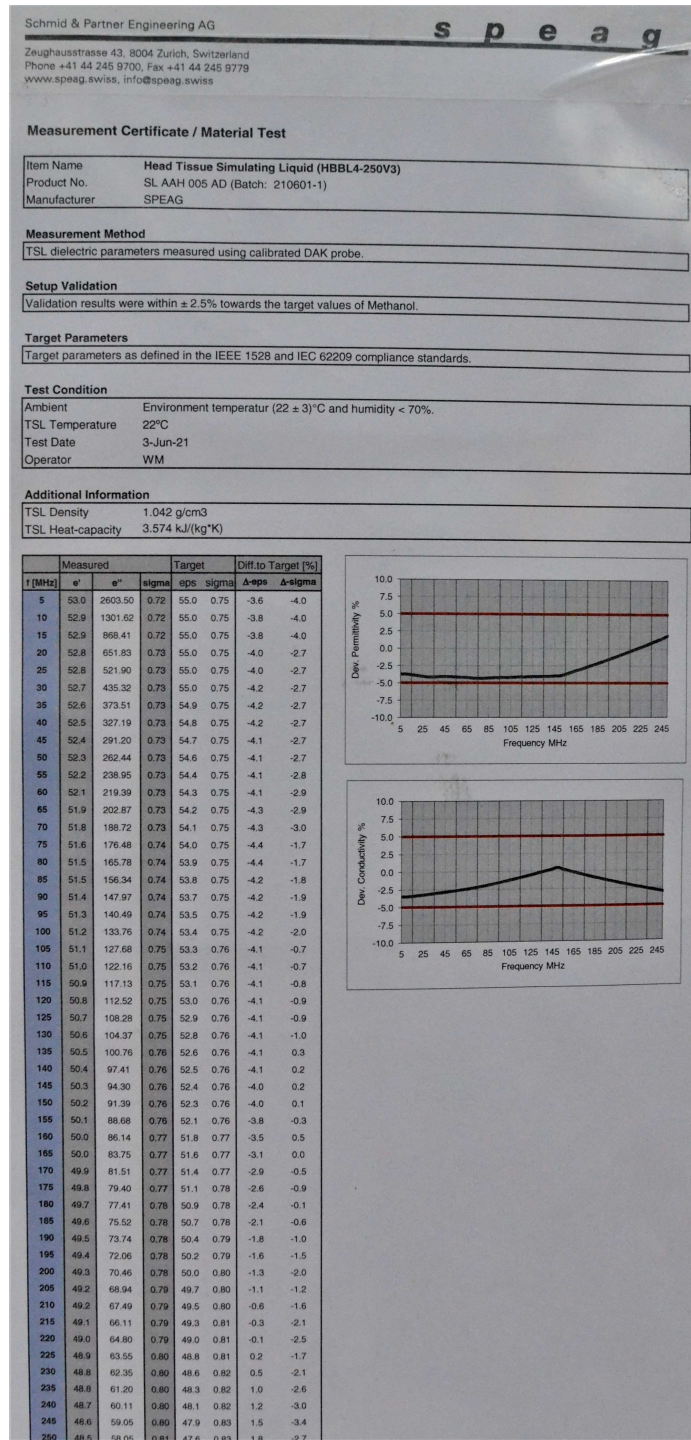 Schmid & Partner Engineering AG
s p e a g
Zeughausstrasse 43, 8004 Zurich, Switzerland
Phone +41 44 245 9700, Fax +41 44 245 9779
www.speag.swiss, info@speag.swiss
Measurement Certificate / Material Test
Item Name Head Tissue Simulating Liquid (HBBL4-250V3)
Product No. SL AAH 005 AD (Batch: 210601-1)
Manufacturer SPEAG
Measurement Method
TSL dielectric parameters measured using calibrated DAK probe.
Setup Validation
Validation results were within ± 2.5% towards the target values of Methanol.
Target Parameters
Target parameters as defined in the IEEE 1528 and IEC 62209 compliance standards.
Test Condition
Ambient Environment temperatur (22 ± 3)°C and humidity < 70%.
TSL Temperature 22°C
Test Date 3-Jun-21
Operator WM
Additional Information
TSL Density 1.042 g/cm3
TSL Heat-capacity 3.574 kJ/(kg*K)
Measured Target Diff.to Target [%]
f [MHz] e' e" sigma eps sigma Δ-eps Δ-sigma
5 53.0 2603.50 0.72 55.0 0.75 -3.6 -4.0
10 52.9 1301.62 0.72 55.0 0.75 -3.8 -4.0
15 52.9 868.41 0.72 55.0 0.75 -3.8 -4.0
20 52.8 651.83 0.73 55.0 0.75 -4.0 -2.7
25 52.8 521.90 0.73 55.0 0.75 -4.0 -2.7
30 52.7 435.32 0.73 55.0 0.75 -4.2 -2.7
35 52.6 373.51 0.73 54.9 0.75 -4.2 -2.7
40 52.5 327.19 0.73 54.8 0.75 -4.2 -2.7
45 52.4 291.20 0.73 54.7 0.75 -4.1 -2.7
50 52.3 262.44 0.73 54.6 0.75 -4.1 -2.7
55 52.2 238.95 0.73 54.4 0.75 -4.1 -2.8
60 52.1 219.39 0.73 54.3 0.75 -4.1 -2.9
65 51.9 202.87 0.73 54.2 0.75 -4.3 -2.9
70 51.8 188.72 0.73 54.1 0.75 -4.3 -3.0
75 51.6 176.48 0.74 54.0 0.75 -4.4 -1.7
80 51.5 165.78 0.74 53.9 0.75 -4.4 -1.7
85 51.5 156.34 0.74 53.8 0.75 -4.2 -1.8
90 51.4 147.97 0.74 53.7 0.75 -4.2 -1.9
95 51.3 140.49 0.74 53.5 0.75 -4.2 -1.9
100 51.2 133.76 0.74 53.4 0.75 -4.2 -2.0
105 51.1 127.68 0.75 53.3 0.76 -4.1 -0.7
110 51.0 122.16 0.75 53.2 0.76 -4.1 -0.7
115 50.9 117.13 0.75 53.1 0.76 -4.1 -0.8
120 50.8 112.52 0.75 53.0 0.76 -4.1 -0.9
125 50.7 108.28 0.75 52.9 0.76 -4.1 -0.9
130 50.6 104.37 0.75 52.8 0.76 -4.1 -1.0
135 50.5 100.76 0.76 52.6 0.76 -4.1 0.3
140 50.4 97.41 0.76 52.5 0.76 -4.1 0.2
145 50.3 94.30 0.76 52.4 0.76 -4.0 0.2
150 50.2 91.39 0.76 52.3 0.76 -4.0 0.1
155 50.1 88.68 0.76 52.1 0.76 -3.8 -0.3
160 50.0 86.14 0.77 51.8 0.77 -3.5 0.5
165 50.0 83.75 0.77 51.6 0.77 -3.1 0.0
170 49.9 81.51 0.77 51.4 0.77 -2.9 -0.5
175 49.8 79.40 0.77 51.1 0.78 -2.6 -0.9
180 49.7 77.41 0.78 50.9 0.78 -2.4 -0.1
185 49.6 75.52 0.78 50.7 0.78 -2.1 -0.6
190 49.5 73.74 0.78 50.4 0.79 -1.8 -1.0
195 49.4 72.06 0.78 50.2 0.79 -1.6 -1.5
200 49.3 70.46 0.78 50.0 0.80 -1.3 -2.0
205 49.2 68.94 0.79 49.7 0.80 -1.1 -1.2
210 49.2 67.49 0.79 49.5 0.80 -0.6 -1.6
215 49.1 66.11 0.79 49.3 0.81 -0.3 -2.1
220 49.0 64.80 0.79 49.0 0.81 -0.1 -2.5
225 48.9 63.55 0.80 48.8 0.81 0.2 -1.7
230 48.8 62.35 0.80 48.6 0.82 0.5 -2.1
235 48.8 61.20 0.80 48.3 0.82 1.0 -2.6
240 48.7 60.11 0.80 48.1 0.82 1.2 -3.0
245 48.6 59.05 0.80 47.9 0.83 1.5 -3.4
250 48.5 58.05 0.81 47.6 0.83 1.8 -2.7
Dev. Permittivity %
10.0
7.5
5.0
2.5
0.0
-2.5
-5.0
-7.5
-10.0
5 25 45 65 85 105 125 145 165 185 205 225 245
Frequency MHz
Dev. Conductivity %
10.0
7.5
5.0
2.5
0.0
-2.5
-5.0
-7.5
-10.0
5 25 45 65 85 105 125 145 165 185 205 225 245
Frequency MHz